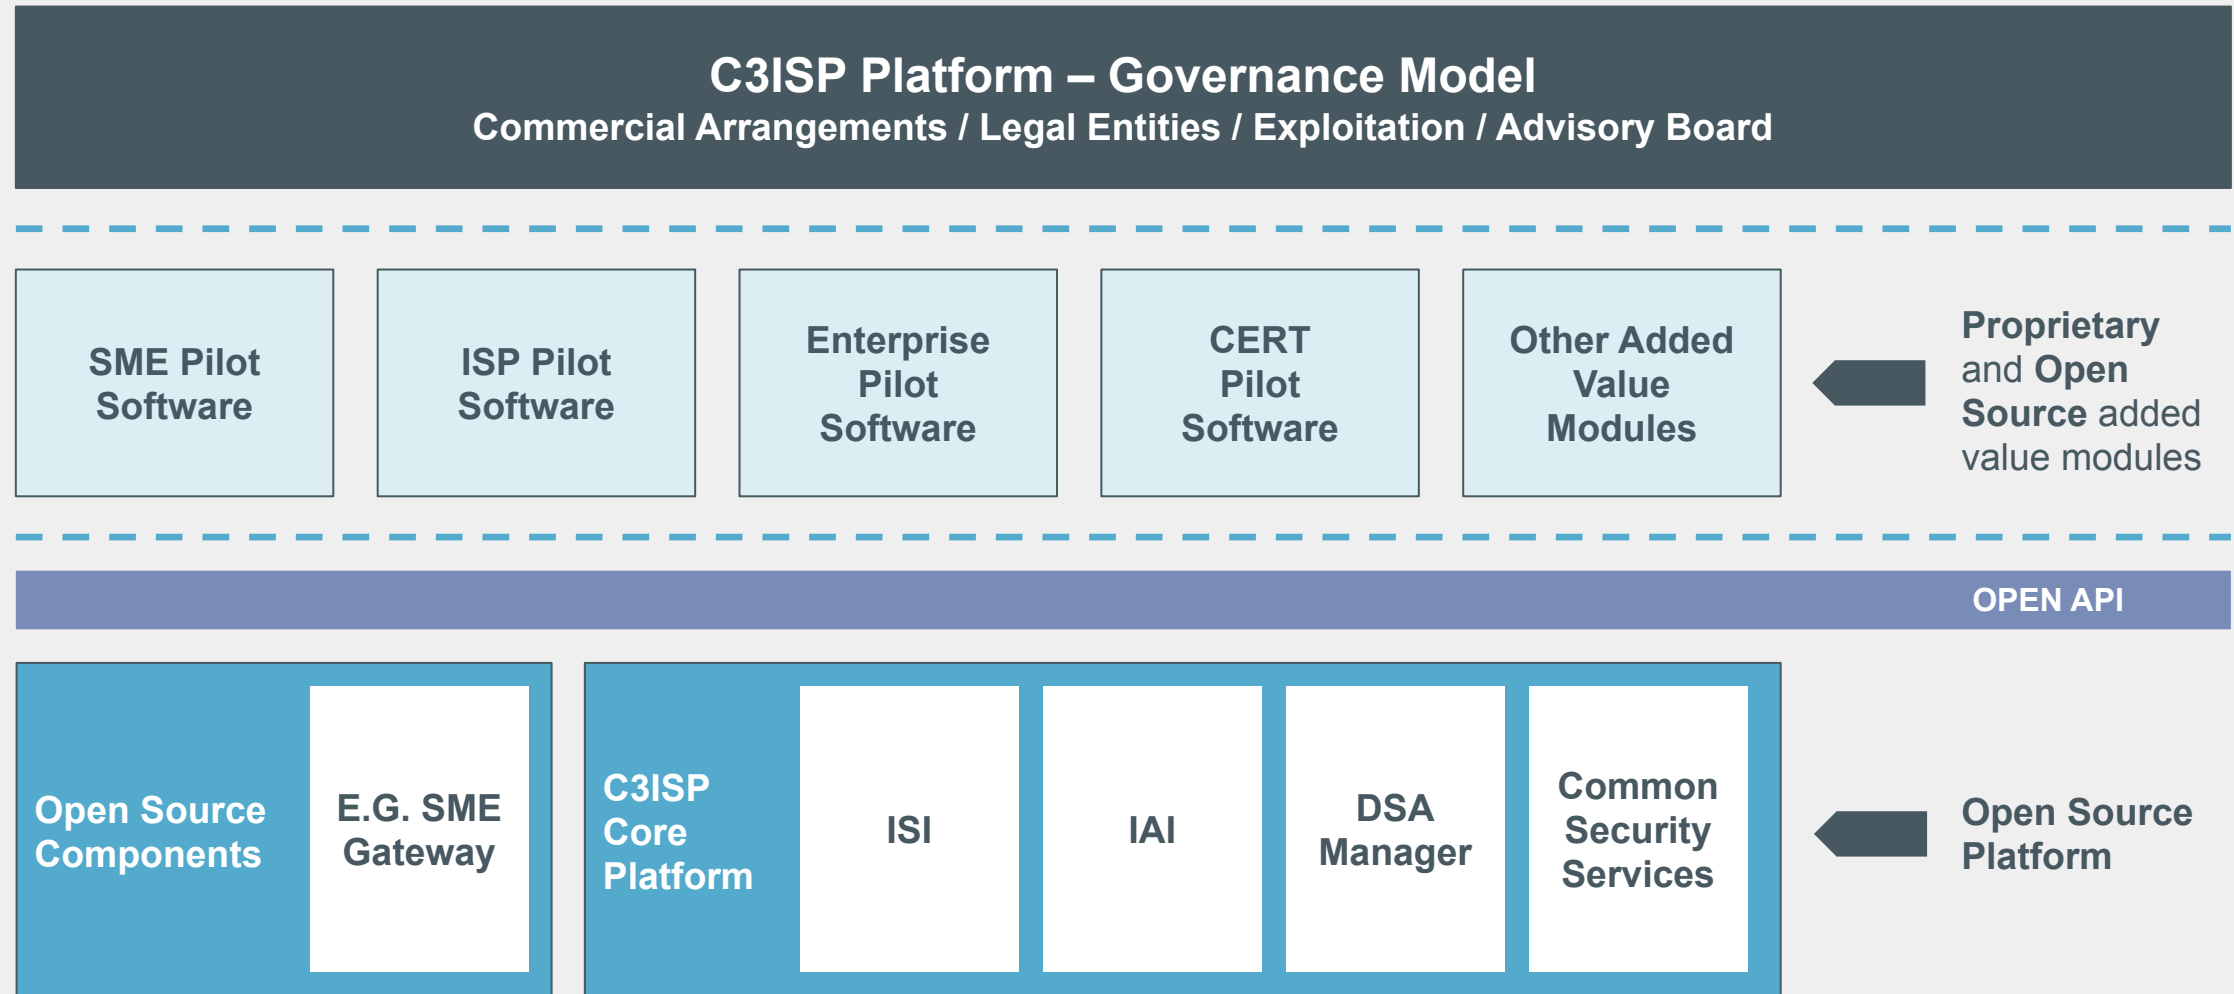 C3ISP Platform – Governance Model
Commercial Arrangements / Legal Entities / Exploitation / Advisory Board
SME Pilot
Software
ISP Pilot
Software
Enterprise
Pilot
Software
CERT
Pilot
Software
Other Added
Value
Modules
Proprietary
and Open
Source added
value modules
OPEN API
Open Source
Components
E.G. SME
Gateway
C3ISP
Core
Platform
ISI
IAI
DSA
Manager
Common
Security
Services
Open Source
Platform